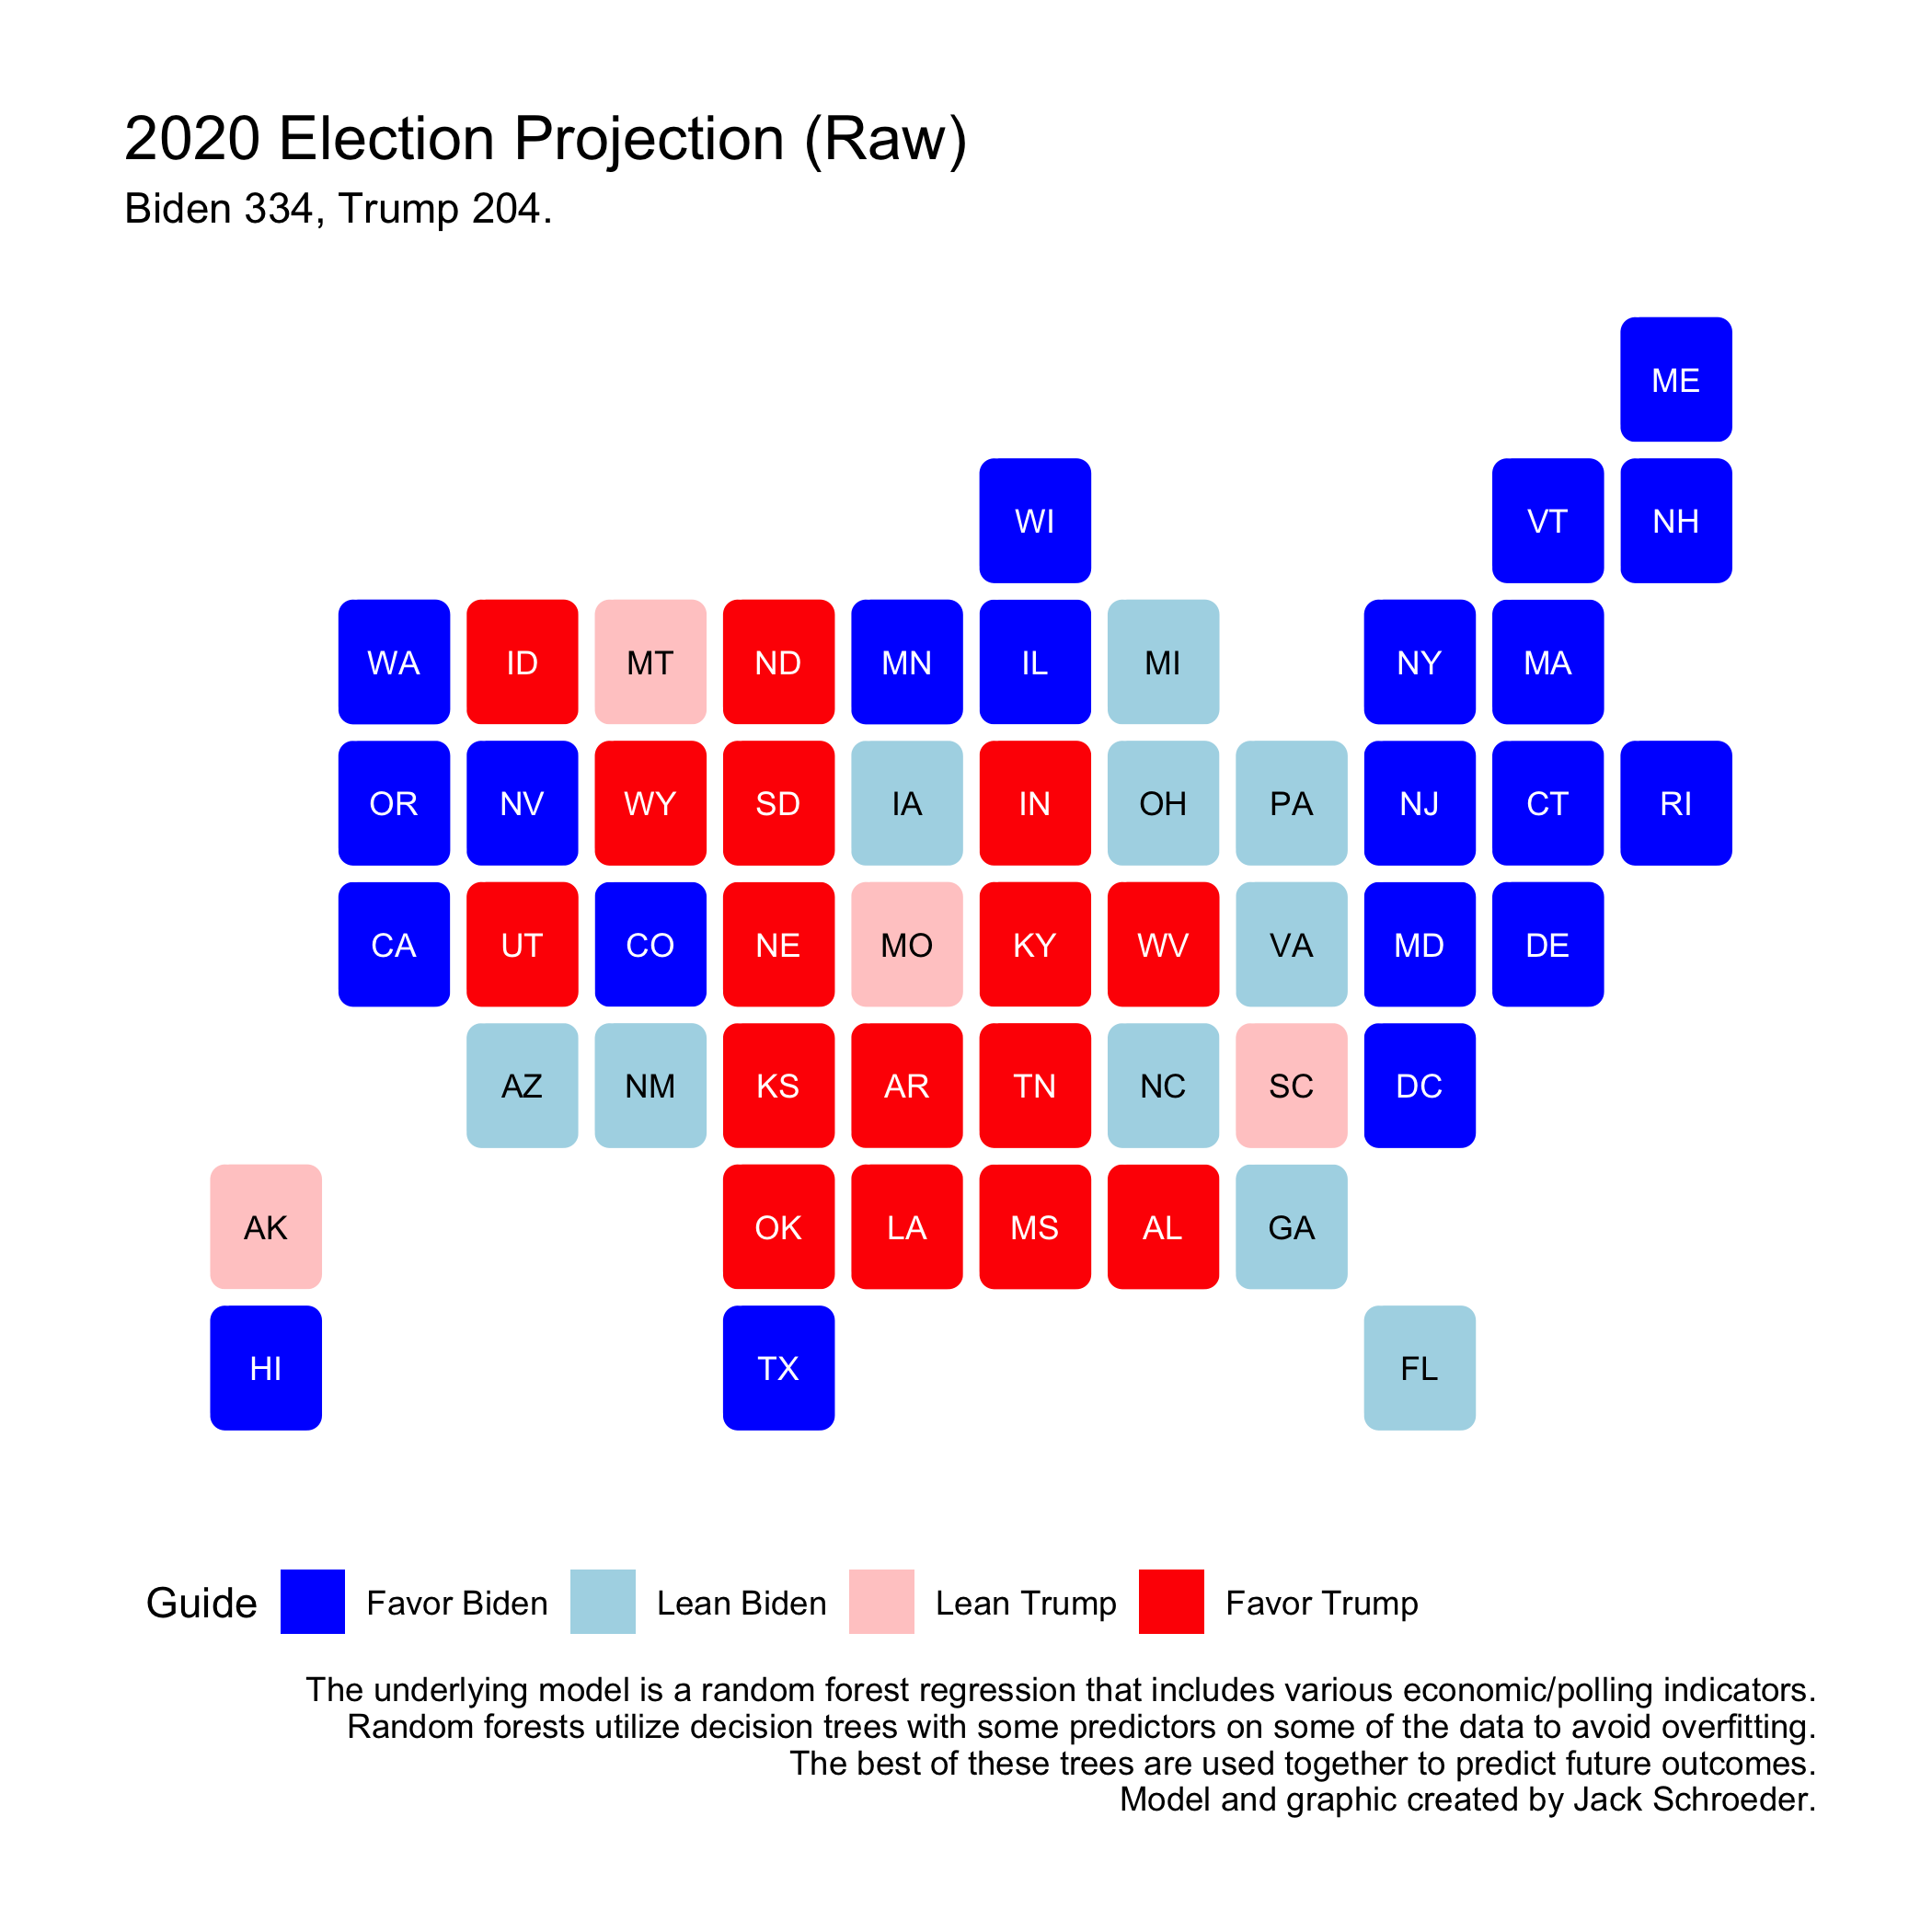 2020 Election Projection (Raw)
Biden 334, Trump 204.
ME
WI VT NH
WA ID MT ND MN IL MI NY MA
OR NV WY SD IA IN OH PA NJ CT RI
CA UT CO NE MO KY WV VA MD DE
AZ NM KS AR TN NC SC DC
AK OK LA MS AL GA
HI TX FL
Guide Favor Biden Lean Biden Lean Trump Favor Trump
The underlying model is a random forest regression that includes various economic/polling indicators.
Random forests utilize decision trees with some predictors on some of the data to avoid overfitting.
The best of these trees are used together to predict future outcomes.
Model and graphic created by Jack Schroeder.